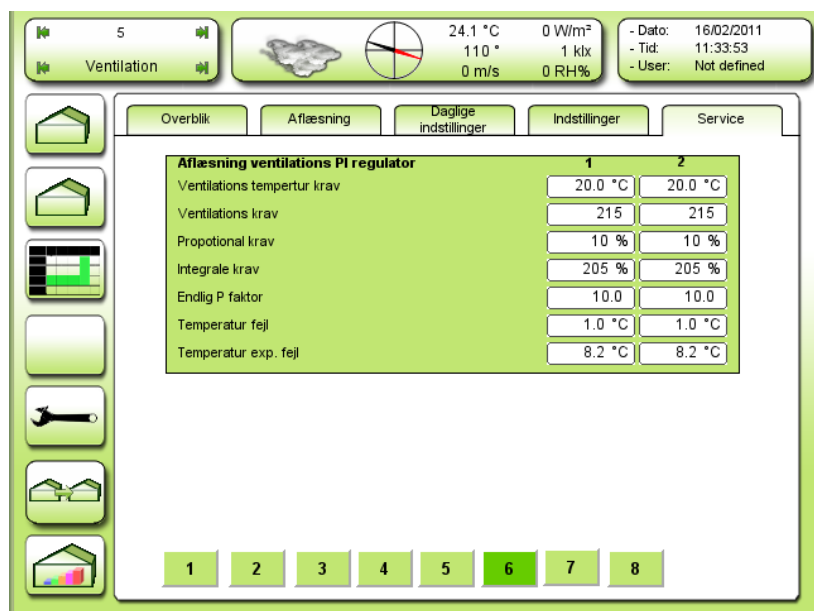 5
Ventilation
24.1 °C 0 W/m²
110 ° 1 klx
0 m/s 0 RH%
- Dato: 16/02/2011
- Tid: 11:33:53
- User: Not defined
Overblik Aflæsning Daglige indstillinger Indstillinger Service
Aflæsning ventilations PI regulator 1 2
Ventilations tempertur krav 20.0 °C 20.0 °C
Ventilations krav 215 215
Propotional krav 10 % 10 %
Integrale krav 205 % 205 %
Endlig P faktor 10.0 10.0
Temperatur fejl 1.0 °C 1.0 °C
Temperatur exp. fejl 8.2 °C 8.2 °C
1 2 3 4 5 6 7 8